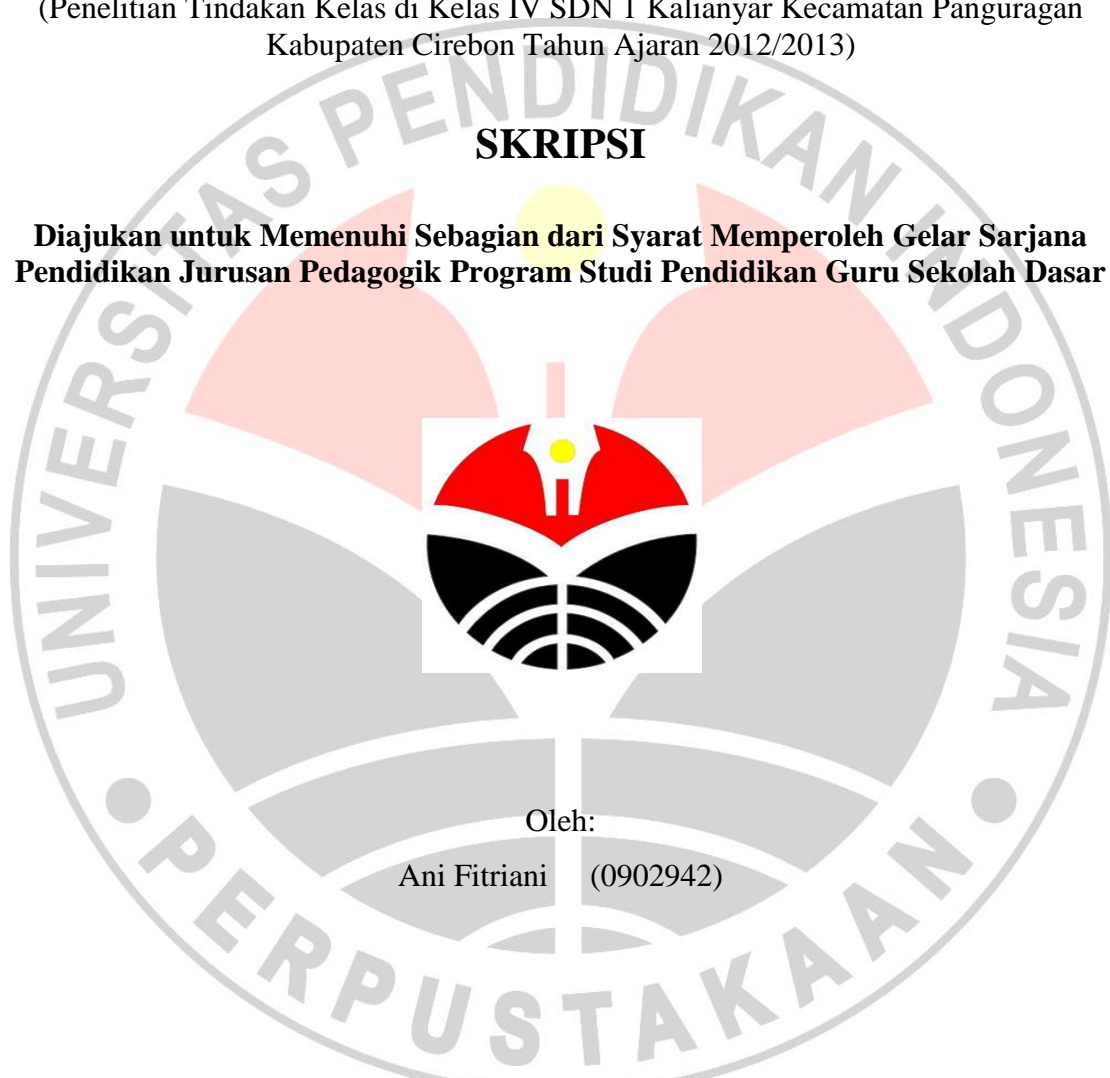 (Penelitian Tindakan Kelas di Kelas IV SDN 1 Kalianyar Kecamatan Panguragan
Kabupaten Cirebon Tahun Ajaran 2012/2013)
SKRIPSI
Diajukan untuk Memenuhi Sebagian dari Syarat Memperoleh Gelar Sarjana
Pendidikan Jurusan Pedagogik Program Studi Pendidikan Guru Sekolah Dasar
Oleh:
Ani Fitriani (0902942)
UNIVERSITAS PENDIDIKAN INDONESIA
PERPUSTAKAAN